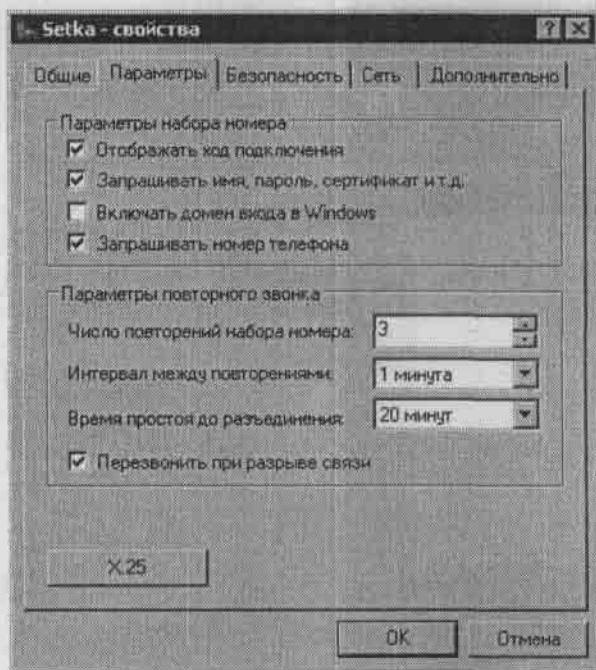 Setka - свойства
Общие Параметры Безопасность Сеть Дополнительно
Параметры набора номера
Отображать ход подключения
Запрашивать имя, пароль, сертификат и т.д.
Включать домен входа в Windows
Запрашивать номер телефона
Параметры повторного звонка
Число повторений набора номера: 3
Интервал между повторениями: 1 минута
Время простоя до разъединения: 20 минут
Перезвонить при разрыве связи
X.25
OK Отмена